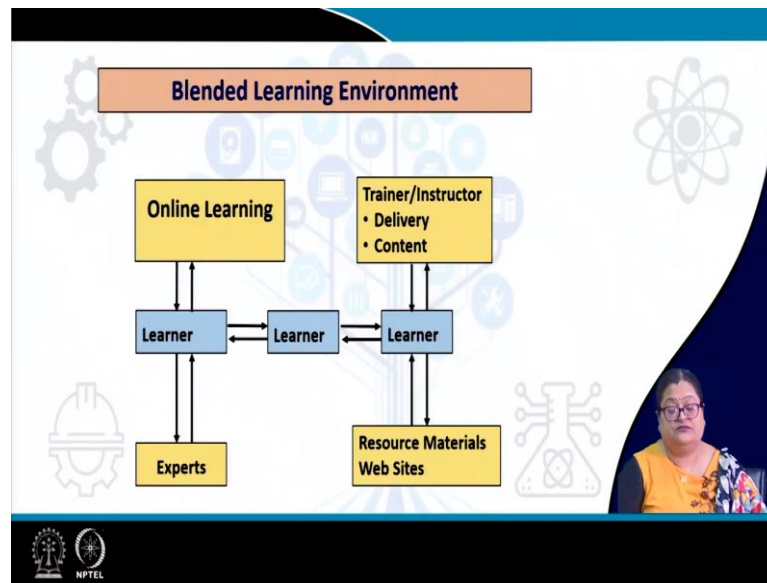 Blended Learning Environment
Online Learning
Trainer/Instructor
• Delivery
• Content
Learner
Learner
Learner
Experts
Resource Materials
Web Sites
NPTEL